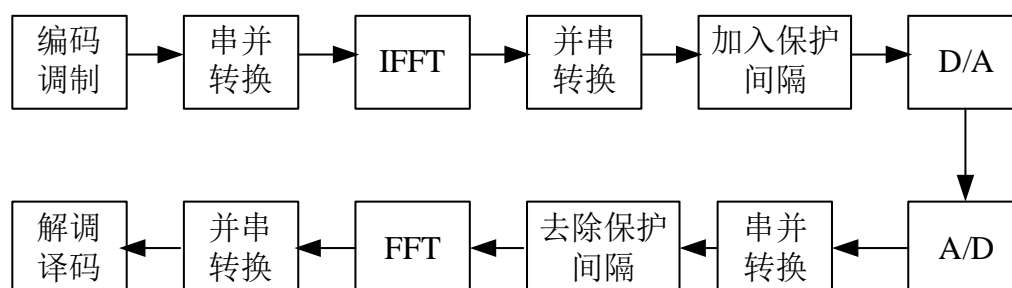 编码
调制
串并
转换
IFFT
并串
转换
加入保护
间隔
D/A
解调
译码
并串
转换
FFT
去除保护
间隔
串并
转换
A/D